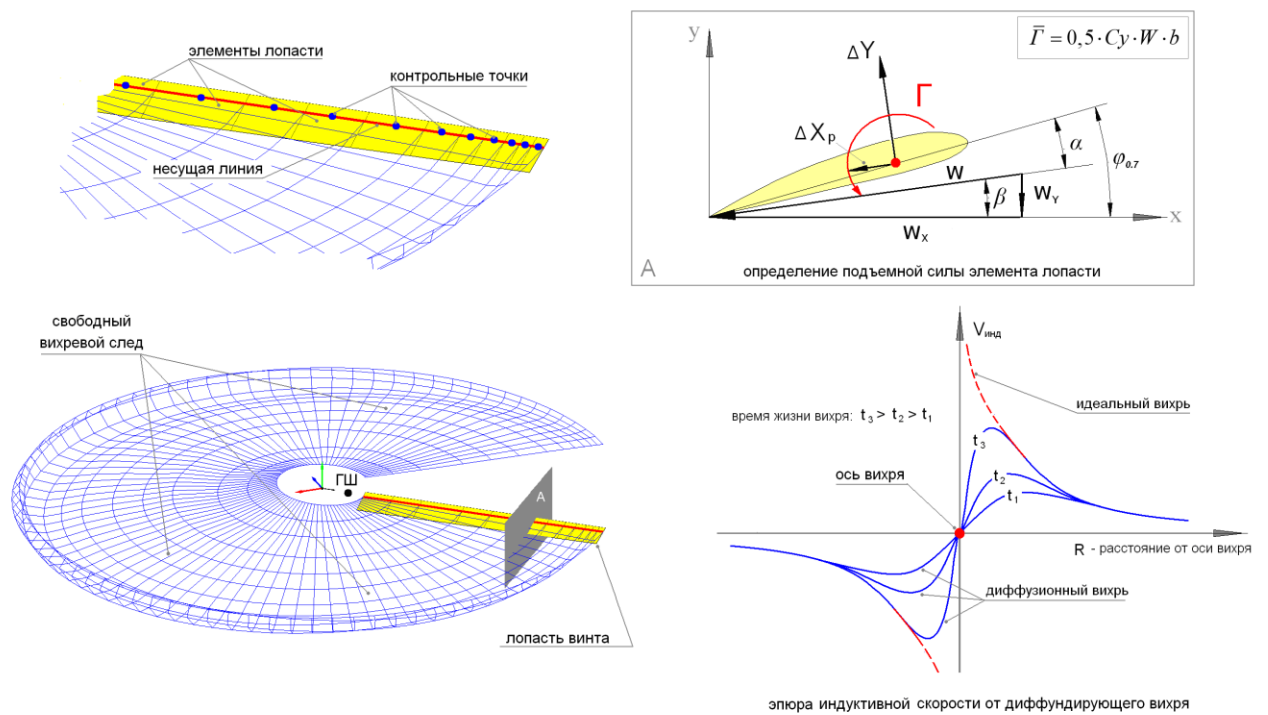 элементы лопасти
контрольные точки
несущая линия
y
Γ̅ = 0,5·Cy·W·b
ΔY
Γ
ΔXp
α
φ0.7
W
β
WY
x
WX
A
определение подъемной силы элемента лопасти
свободный
вихревой след
ГШ
A
лопасть винта
Vинд
идеальный вихрь
время жизни вихря: t3 > t2 > t1
t3
ось вихря
t2
t1
R - расстояние от оси вихря
диффузионный вихрь
эпюра индуктивной скорости от диффундирующего вихря